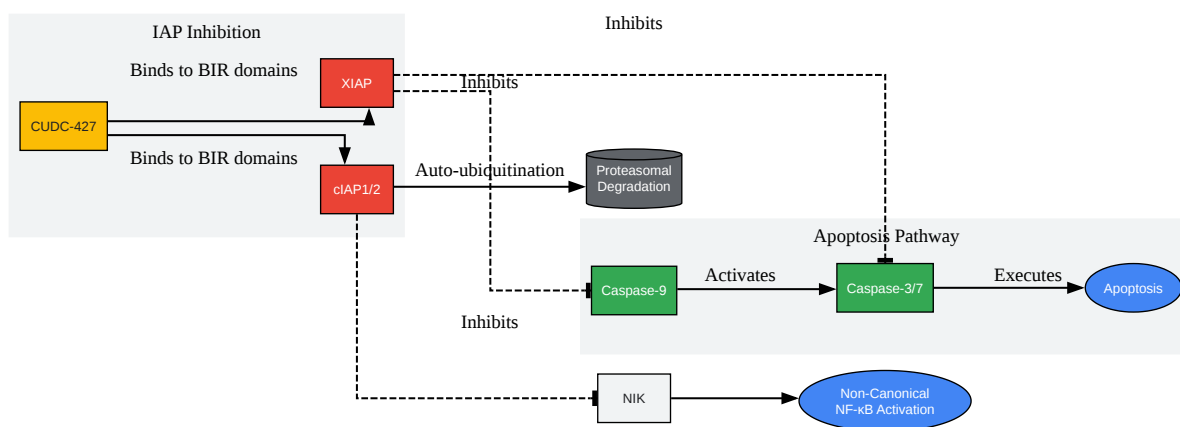 Inhibits
IAP Inhibition
Binds to BIR domains
XIAP
Inhibits
CUDC-427
Binds to BIR domains
Auto-ubiquitination
Proteasomal
Degradation
cIAP1/2
Apoptosis Pathway
Activates
Executes
Caspase-9
Caspase-3/7
Apoptosis
Inhibits
NIK
Non-Canonical
NF-κB Activation